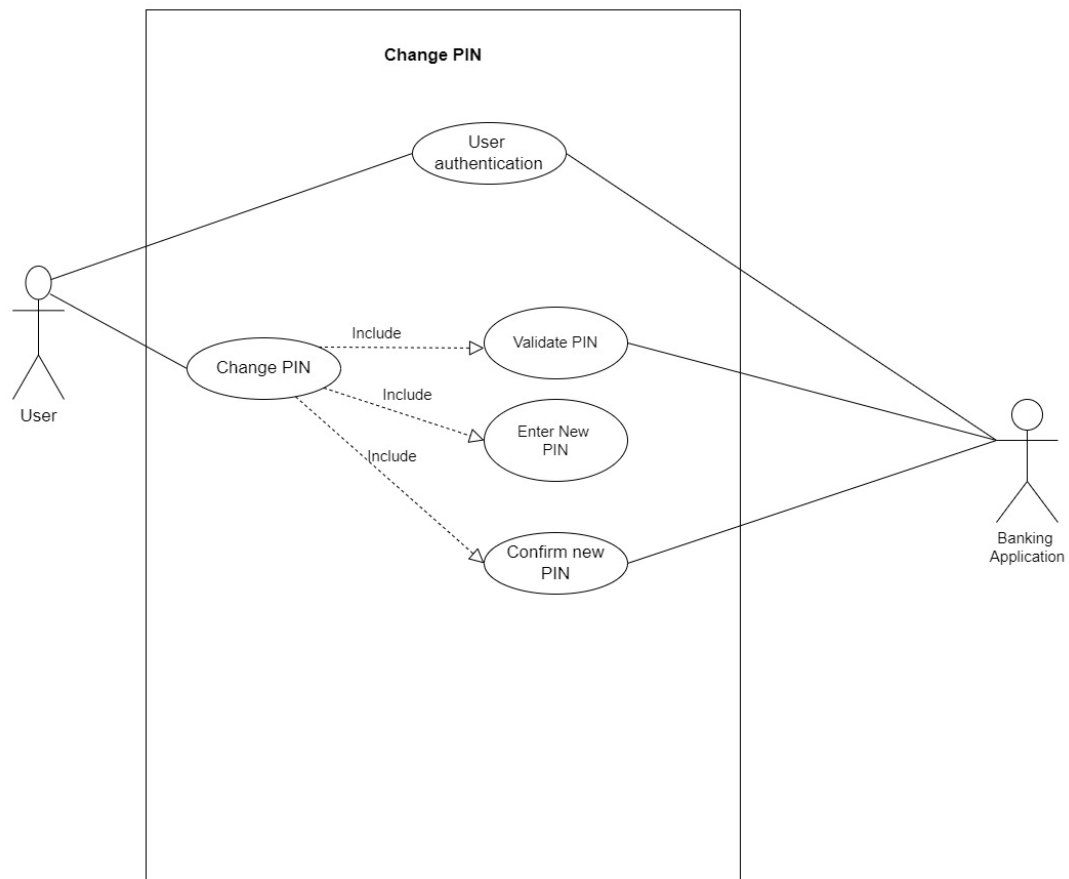 Change PIN
User
authentication
Include
Validate PIN
Change PIN
Include
User
Enter New
PIN
Include
Confirm new
PIN
Banking
Application